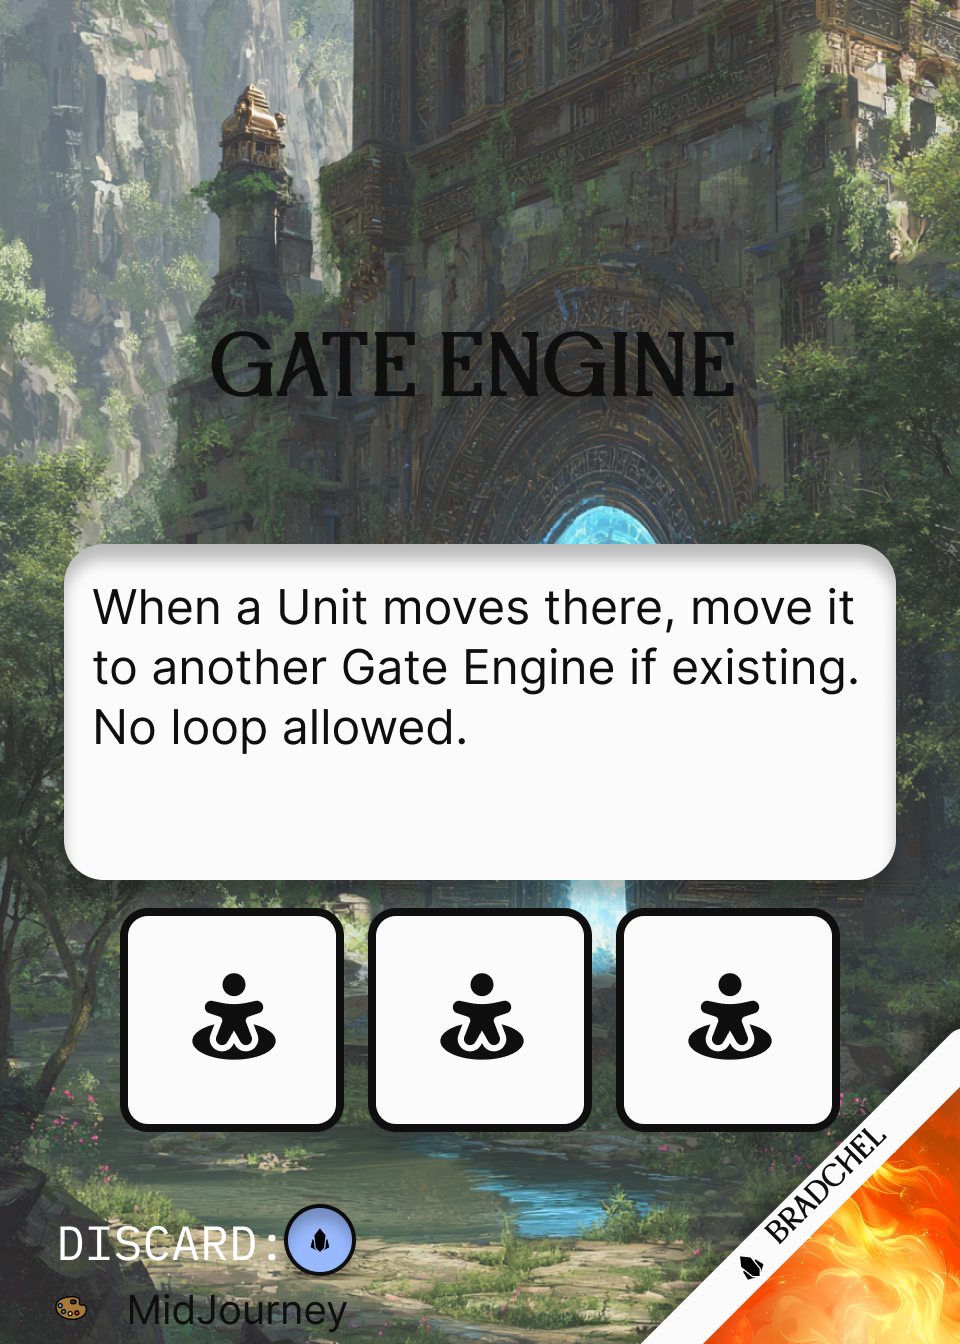 GATE ENGINE
When a Unit moves there, move it
to another Gate Engine if existing.
No loop allowed.
BRADCHEL
DISCARD:
MidJourney